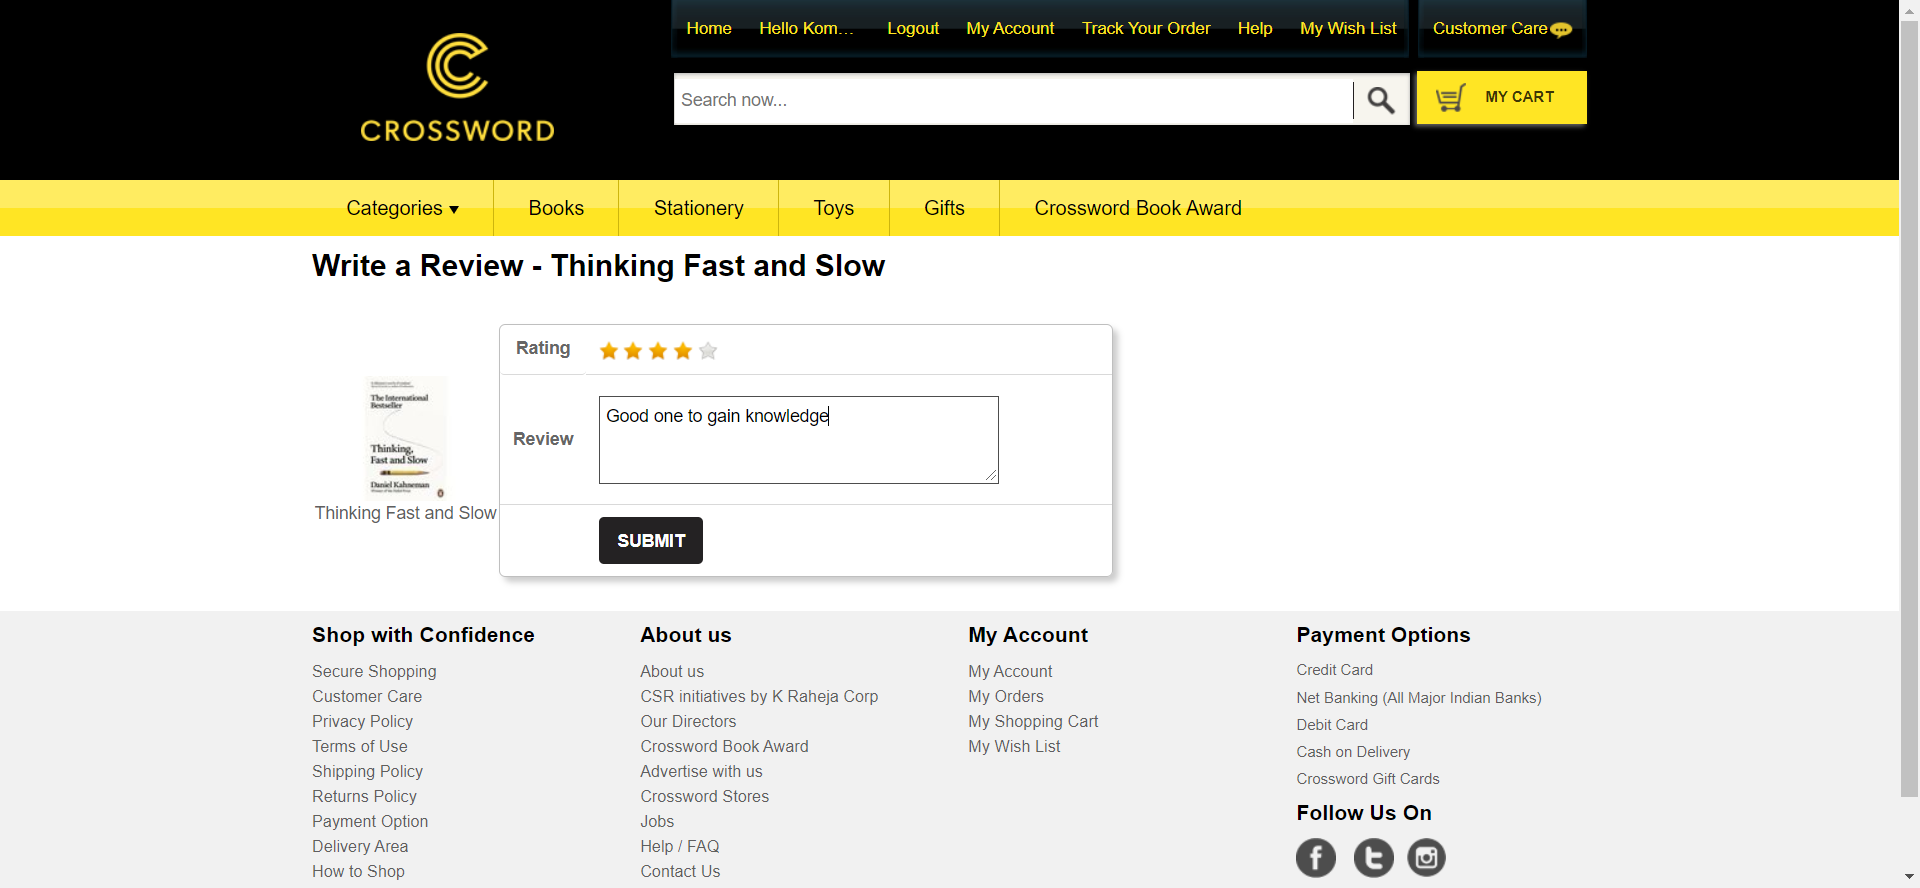 Home Hello Kom... Logout My Account Track Your Order Help My Wish List Customer Care
CROSSWORD
Search now...
MY CART
Categories ▾ Books Stationery Toys Gifts Crossword Book Award
Write a Review - Thinking Fast and Slow
Rating
The International
Bestseller
Thinking,
Fast and Slow
Daniel Kahneman
Thinking Fast and Slow
Review
Good one to gain knowledge
SUBMIT
Shop with Confidence
Secure Shopping
Customer Care
Privacy Policy
Terms of Use
Shipping Policy
Returns Policy
Payment Option
Delivery Area
How to Shop
About us
About us
CSR initiatives by K Raheja Corp
Our Directors
Crossword Book Award
Advertise with us
Crossword Stores
Jobs
Help / FAQ
Contact Us
My Account
My Account
My Orders
My Shopping Cart
My Wish List
Payment Options
Credit Card
Net Banking (All Major Indian Banks)
Debit Card
Cash on Delivery
Crossword Gift Cards
Follow Us On